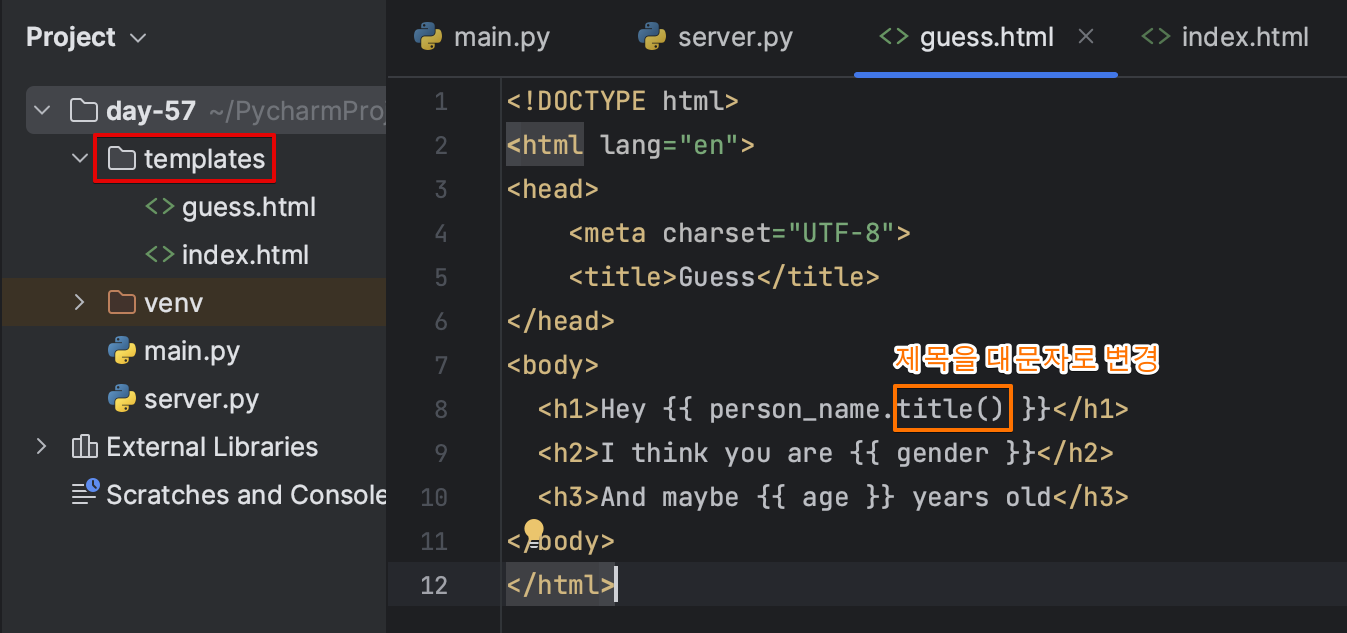 Project
main.py
server.py
guess.html
index.html
day-57 ~/PycharmProj
templates
guess.html
index.html
venv
main.py
server.py
External Libraries
Scratches and Console
1 <!DOCTYPE html>
2 <html lang="en">
3 <head>
4 <meta charset="UTF-8">
5 <title>Guess</title>
6 </head>
제목을 대문자로 변경
7 <body>
8 <h1>Hey {{ person_name.title() }}</h1>
9 <h2>I think you are {{ gender }}</h2>
10 <h3>And maybe {{ age }} years old</h3>
11 </body>
12 </html>